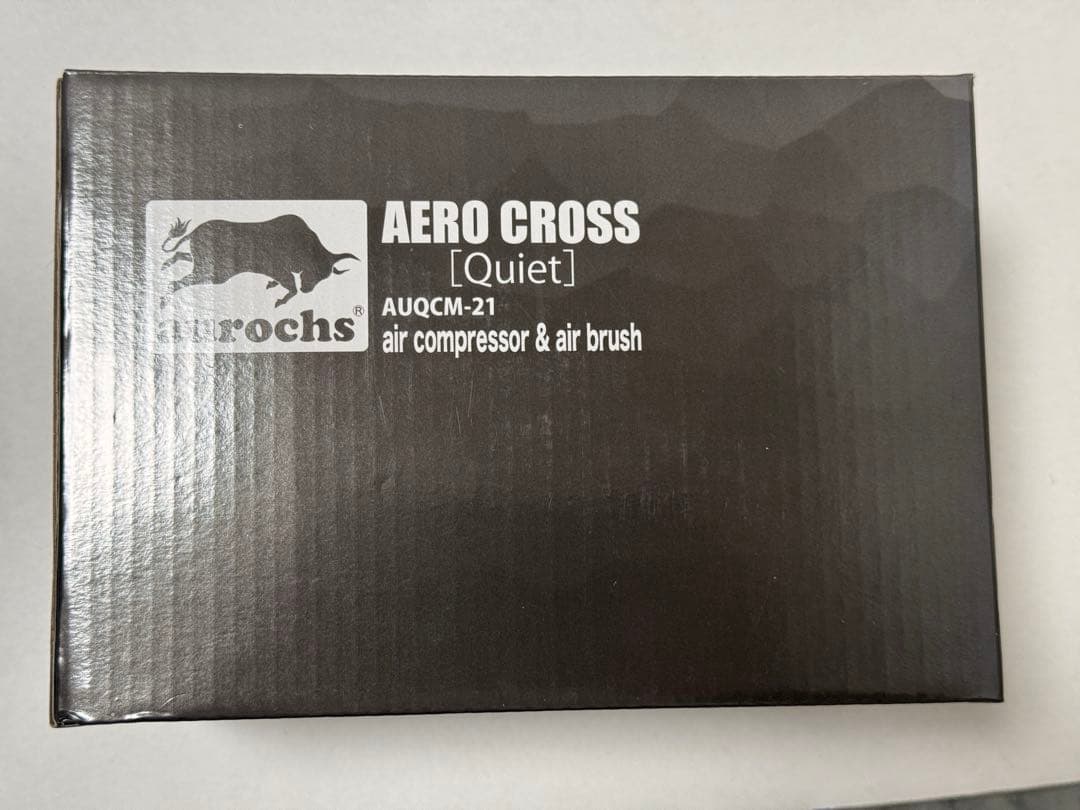 AERO CROSS
[Quiet]
AUQCM-21
air compressor & air brush
aurochs®